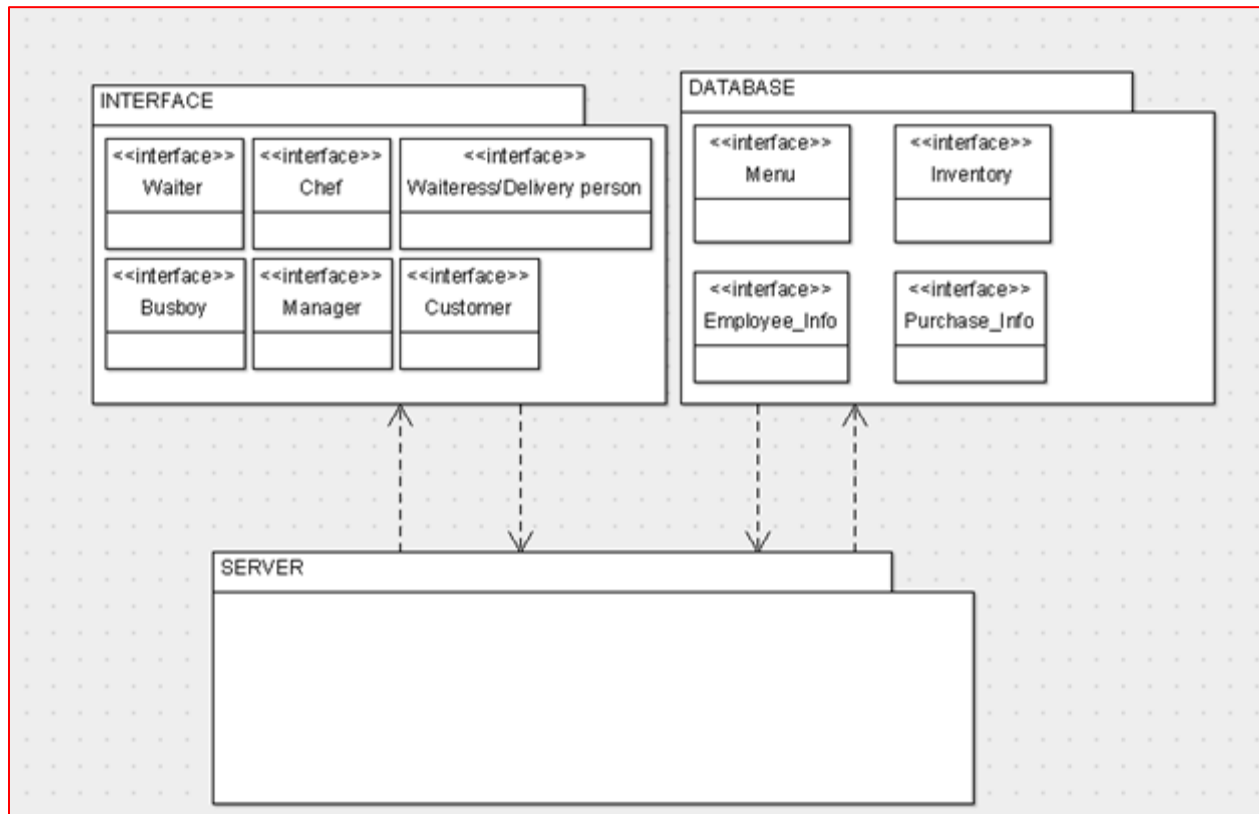 INTERFACE
<<interface>>
Waiter
<<interface>>
Chef
<<interface>>
Waiteress/Delivery person
<<interface>>
Busboy
<<interface>>
Manager
<<interface>>
Customer
DATABASE
<<interface>>
Menu
<<interface>>
Inventory
<<interface>>
Employee_Info
<<interface>>
Purchase_Info
SERVER